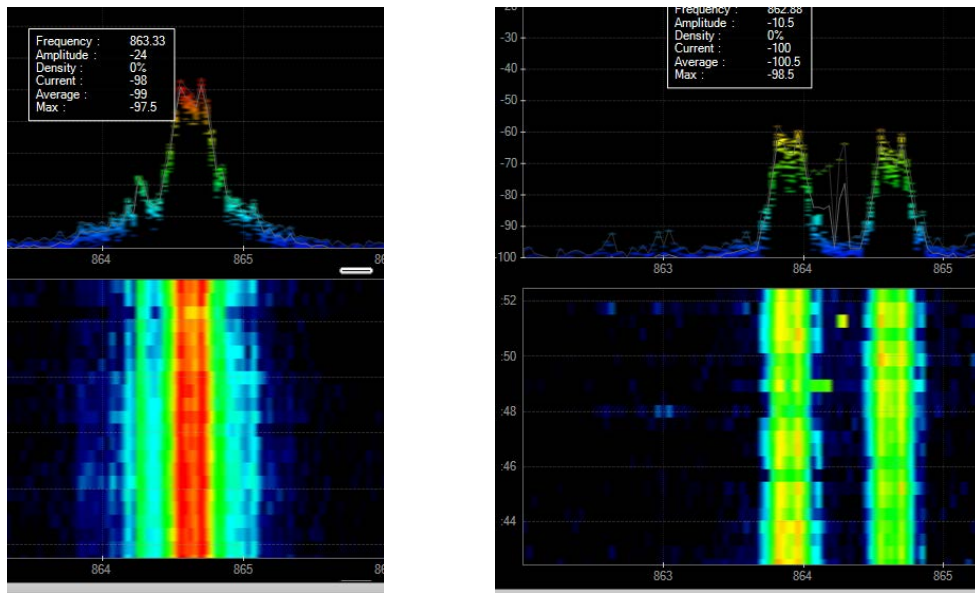 Frequency : 863.33
Amplitude : -24
Density : 0%
Current : -98
Average : -99
Max : -97.5
864 865
864 865
Frequency : 862.88
Amplitude : -10.5
Density : 0%
Current : -100
Average : -100.5
Max : -98.5
-30
-40
-50
-60
-70
-80
-90
-100
863 864 865
:52
:50
:48
:46
:44
863 864 865